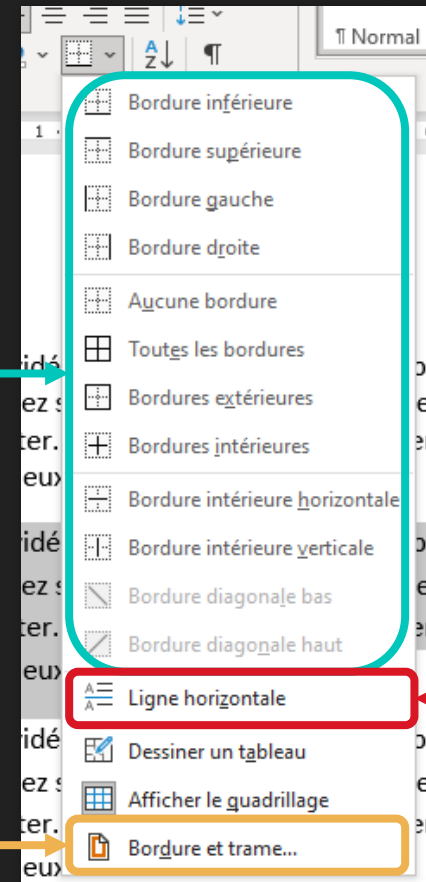 A
Z
¶
¶ Normal
1
Bordure inférieure
Bordure supérieure
Bordure gauche
Bordure droite
Aucune bordure
Toutes les bordures
Bordures extérieures
Bordures intérieures
Bordure intérieure horizontale
Bordure intérieure verticale
Bordure diagonale bas
Bordure diagonale haut
Ligne horizontale
Dessiner un tableau
Afficher le quadrillage
Bordure et trame...